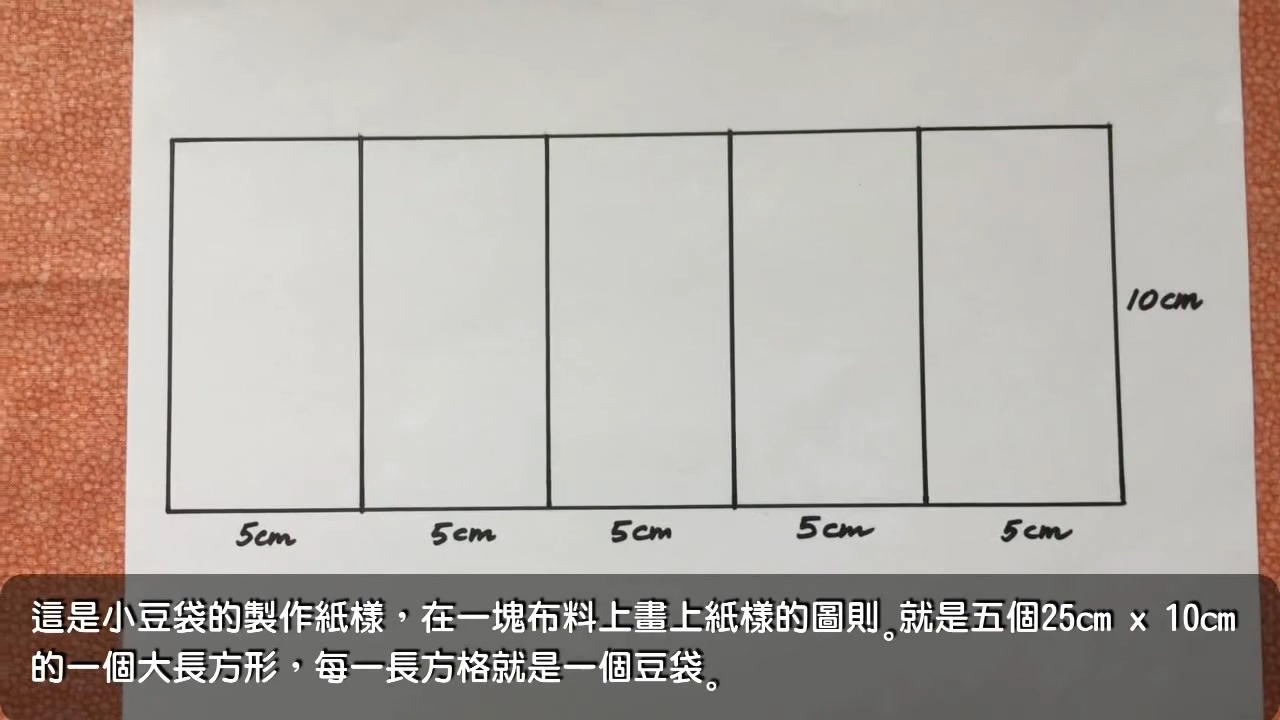 10cm
5cm 5cm 5cm 5cm 5cm
這是小豆袋的製作紙樣，在一塊布料上畫上紙樣的圖則。就是五個25cm x 10cm
的一個大長方形，每一長方格就是一個豆袋。